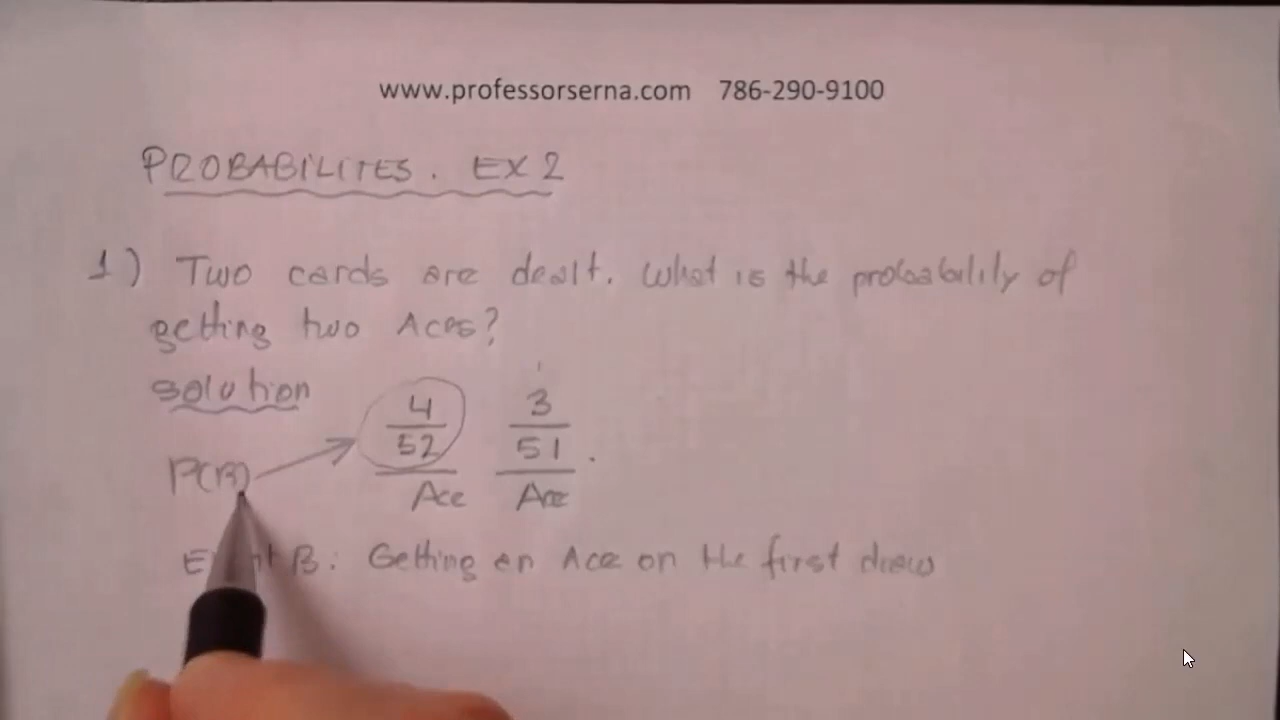 www.professorserna.com 786-290-9100
PROBABILITES. EX 2
1) Two cards are dealt. What is the probability of
getting two Aces?
solution
4 3
52 51 .
P(B)
Ace Ace
B: Getting an Ace on the first draw